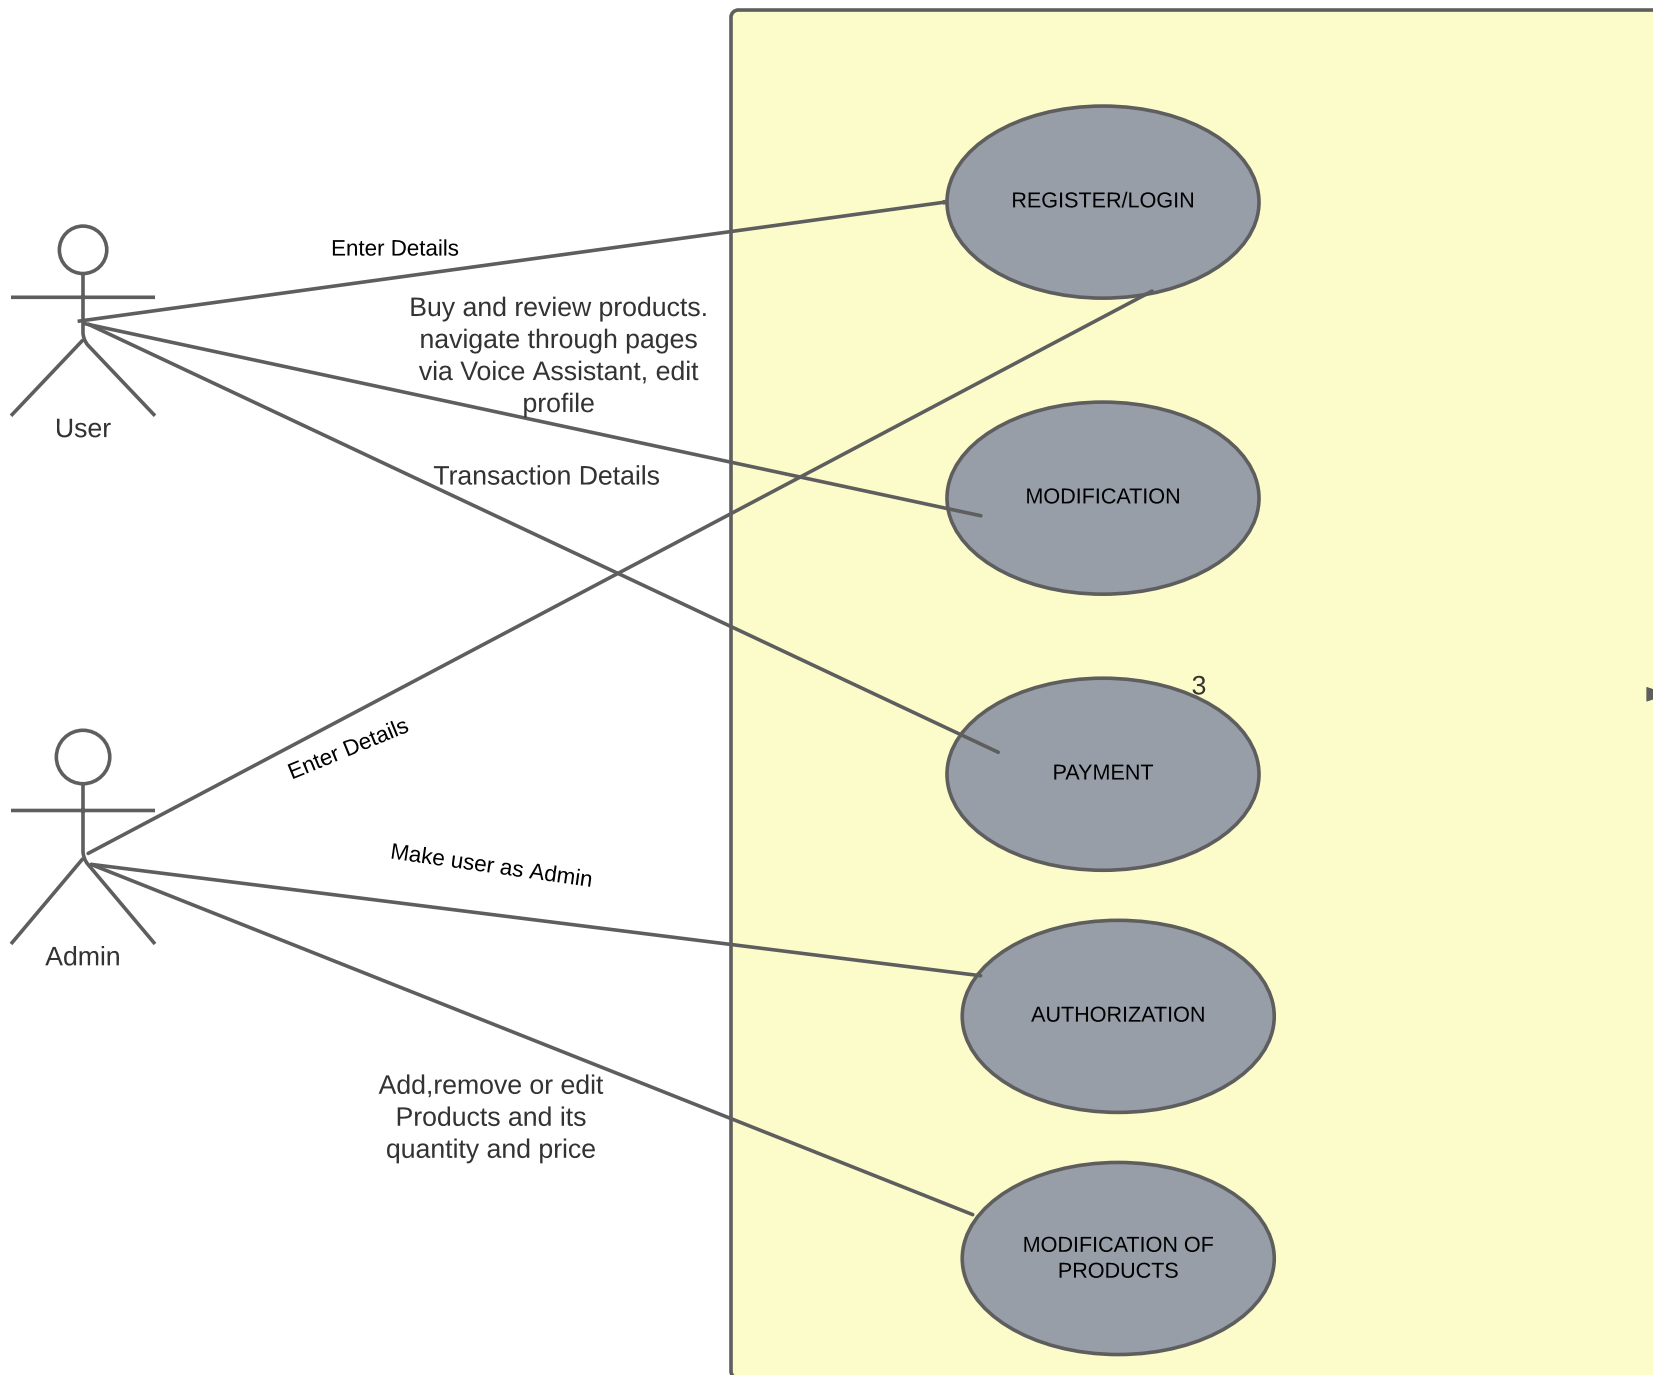 REGISTER/LOGIN
Enter Details
Buy and review products.
navigate through pages
via Voice Assistant, edit
profile
User
Transaction Details
MODIFICATION
3
Enter Details
PAYMENT
Make user as Admin
Admin
AUTHORIZATION
Add,remove or edit
Products and its
quantity and price
MODIFICATION OF
PRODUCTS